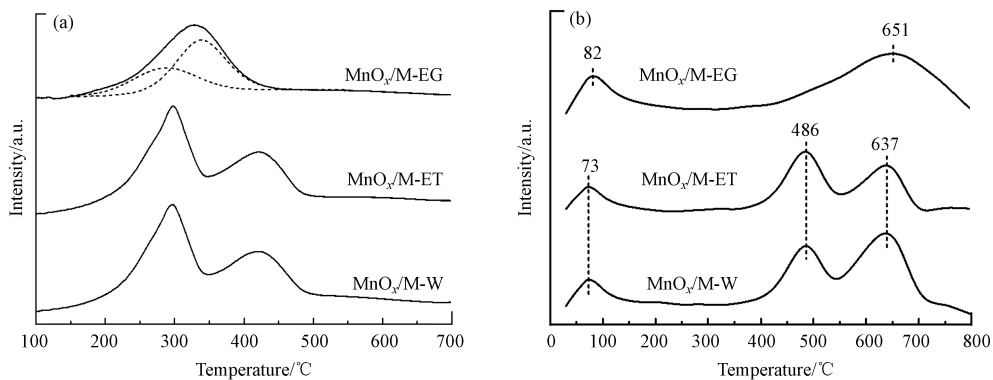 (a)
MnOx/M-EG
MnOx/M-ET
MnOx/M-W
Intensity/a.u.
100 200 300 400 500 600 700
Temperature/℃
(b)
82
651
MnOx/M-EG
486
637
73
MnOx/M-ET
MnOx/M-W
Intensity/a.u.
0 100 200 300 400 500 600 700 800
Temperature/℃